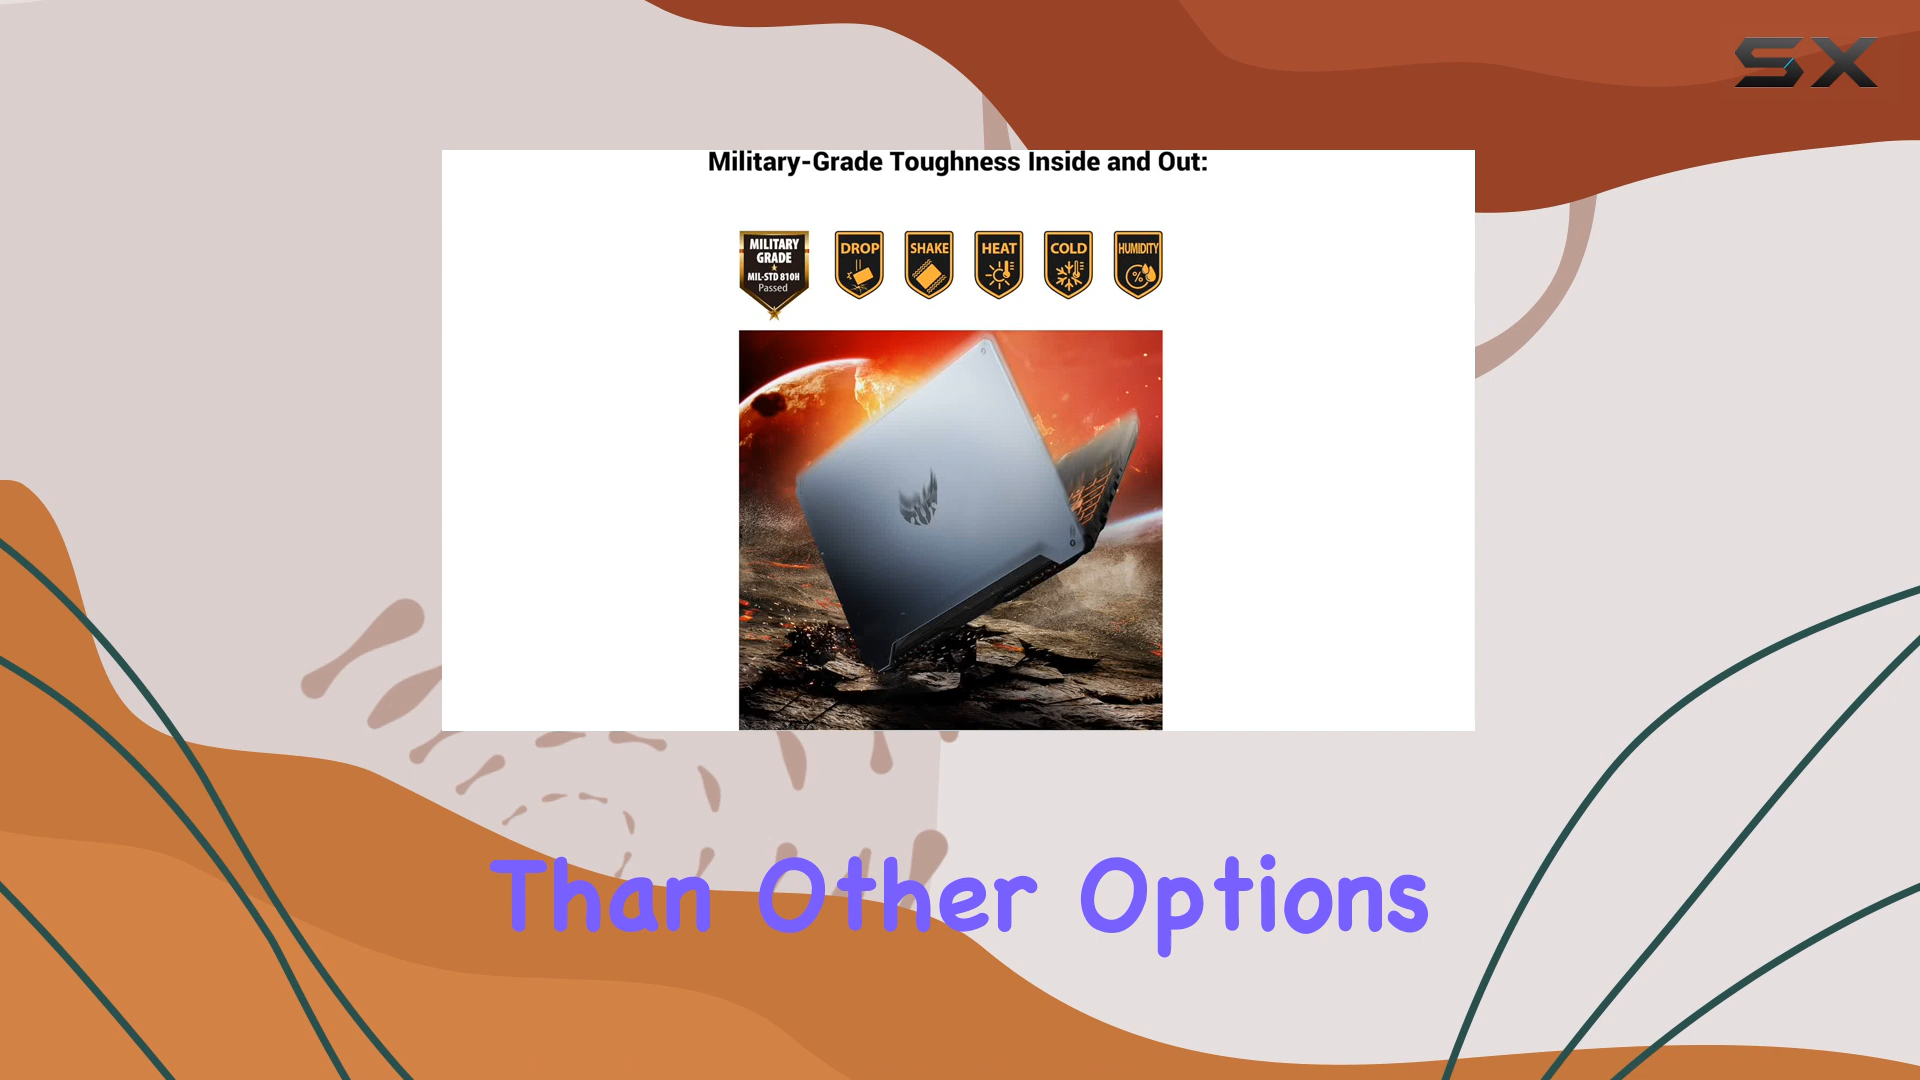 SX
Military-Grade Toughness Inside and Out:
MILITARY
GRADE
MIL-STD 810H
Passed
DROP
SHAKE
HEAT
COLD
HUMIDITY
%
Than Other Options